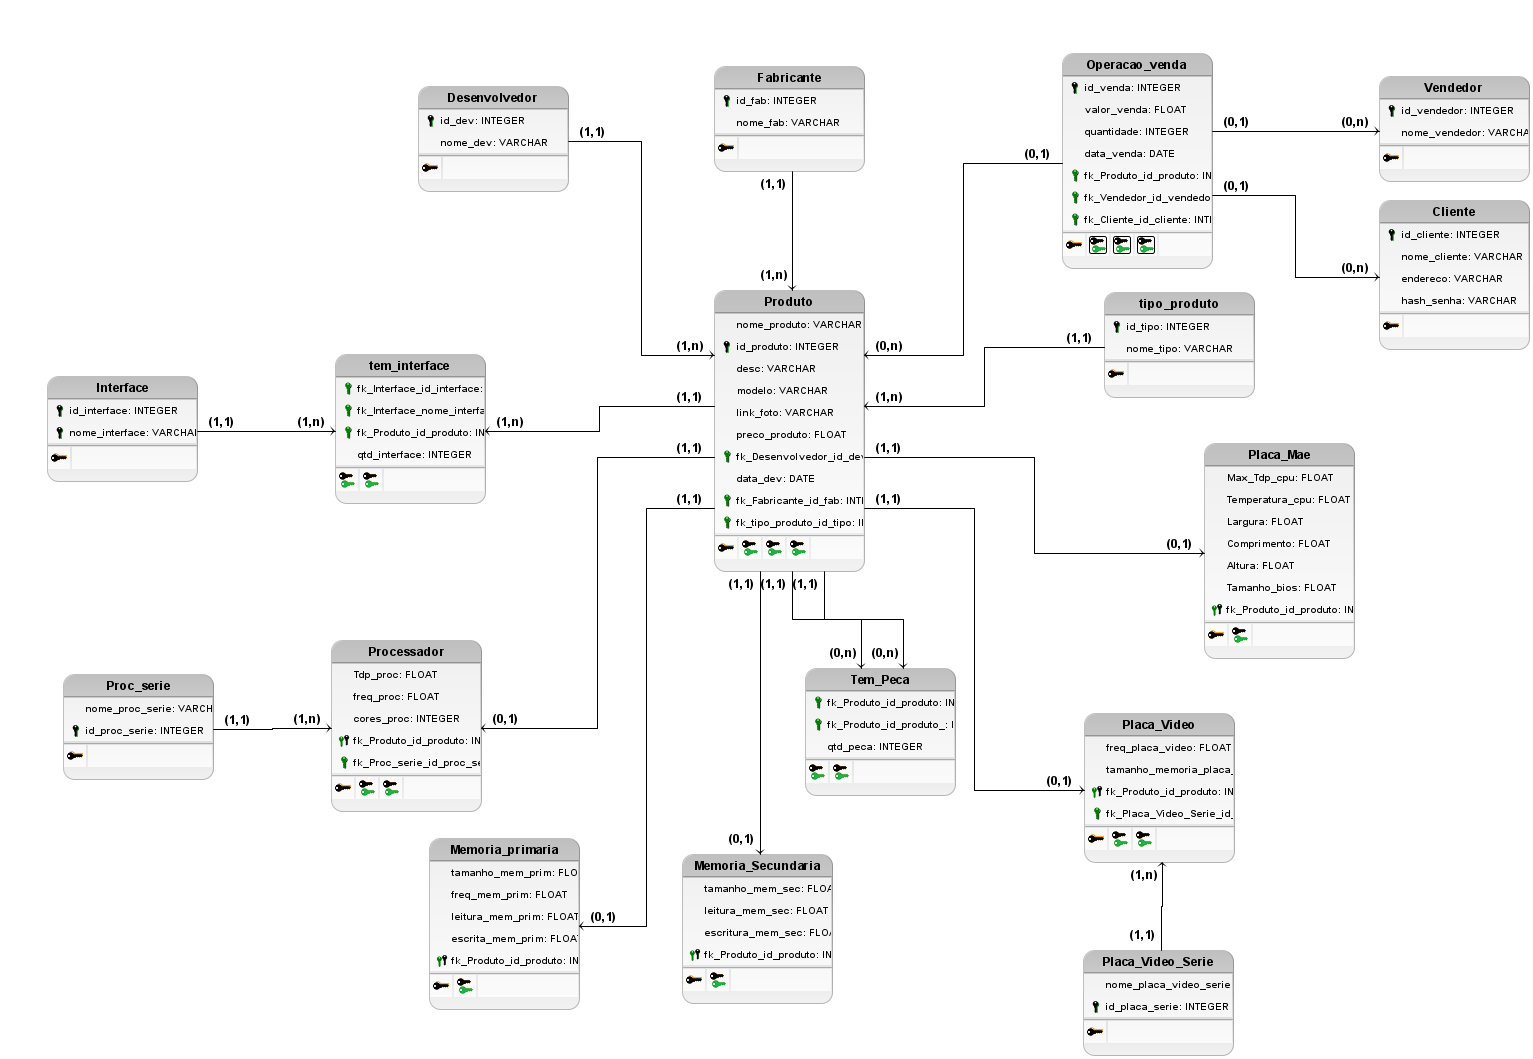 Desenvolvedor
id_dev: INTEGER
nome_dev: VARCHAR
(1,1)
(1,n)
Fabricante
id_fab: INTEGER
nome_fab: VARCHAR
(1,1)
(1,n)
Operacao_venda
id_venda: INTEGER
valor_venda: FLOAT
quantidade: INTEGER
data_venda: DATE
fk_Produto_id_produto: IN
fk_Vendedor_id_vendedo
fk_Cliente_id_cliente: INTI
(0,1)
(0,n)
(0,1)
(0,n)
(0,1)
(0,n)
Vendedor
id_vendedor: INTEGER
nome_vendedor: VARCHA
Cliente
id_cliente: INTEGER
nome_cliente: VARCHAR
endereco: VARCHAR
hash_senha: VARCHAR
tipo_produto
id_tipo: INTEGER
nome_tipo: VARCHAR
(1,1)
(1,n)
Produto
nome_produto: VARCHAR
id_produto: INTEGER
desc: VARCHAR
modelo: VARCHAR
link_foto: VARCHAR
preco_produto: FLOAT
fk_Desenvolvedor_id_dev
data_dev: DATE
fk_Fabricante_id_fab: INTI
fk_tipo_produto_id_tipo: II
Interface
id_interface: INTEGER
nome_interface: VARCHAI
(1,1)
(1,n)
tem_interface
fk_Interface_id_interface:
fk_Interface_nome_interfa
fk_Produto_id_produto: IN
qtd_interface: INTEGER
(1,n)
(1,1)
(1,1)
(1,1)
(1,1)
(1,1)
(0,1)
Placa_Mae
Max_Tdp_cpu: FLOAT
Temperatura_cpu: FLOAT
Largura: FLOAT
Comprimento: FLOAT
Altura: FLOAT
Tamanho_bios: FLOAT
fk_Produto_id_produto: IN
(1,1)
(1,1)
(1,1)
(0,n)
(0,n)
Proc_serie
nome_proc_serie: VARCH
id_proc_serie: INTEGER
(1,1)
(1,n)
Processador
Tdp_proc: FLOAT
freq_proc: FLOAT
cores_proc: INTEGER
fk_Produto_id_produto: IN
fk_Proc_serie_id_proc_se
(0,1)
Tem_Peca
fk_Produto_id_produto: IN
fk_Produto_id_produto_: I
qtd_peca: INTEGER
(0,1)
Placa_Video
freq_placa_video: FLOAT
tamanho_memoria_placa_
fk_Produto_id_produto: IN
fk_Placa_Video_Serie_id_
(1,n)
(1,1)
Memoria_primaria
tamanho_mem_prim: FLO
freq_mem_prim: FLOAT
leitura_mem_prim: FLOAT
escrita_mem_prim: FLOA
fk_Produto_id_produto: IN
(0,1)
(0,1)
Memoria_Secundaria
tamanho_mem_sec: FLOA
leitura_mem_sec: FLOAT
escritura_mem_sec: FLO
fk_Produto_id_produto: IN
Placa_Video_Serie
nome_placa_video_serie
id_placa_serie: INTEGER